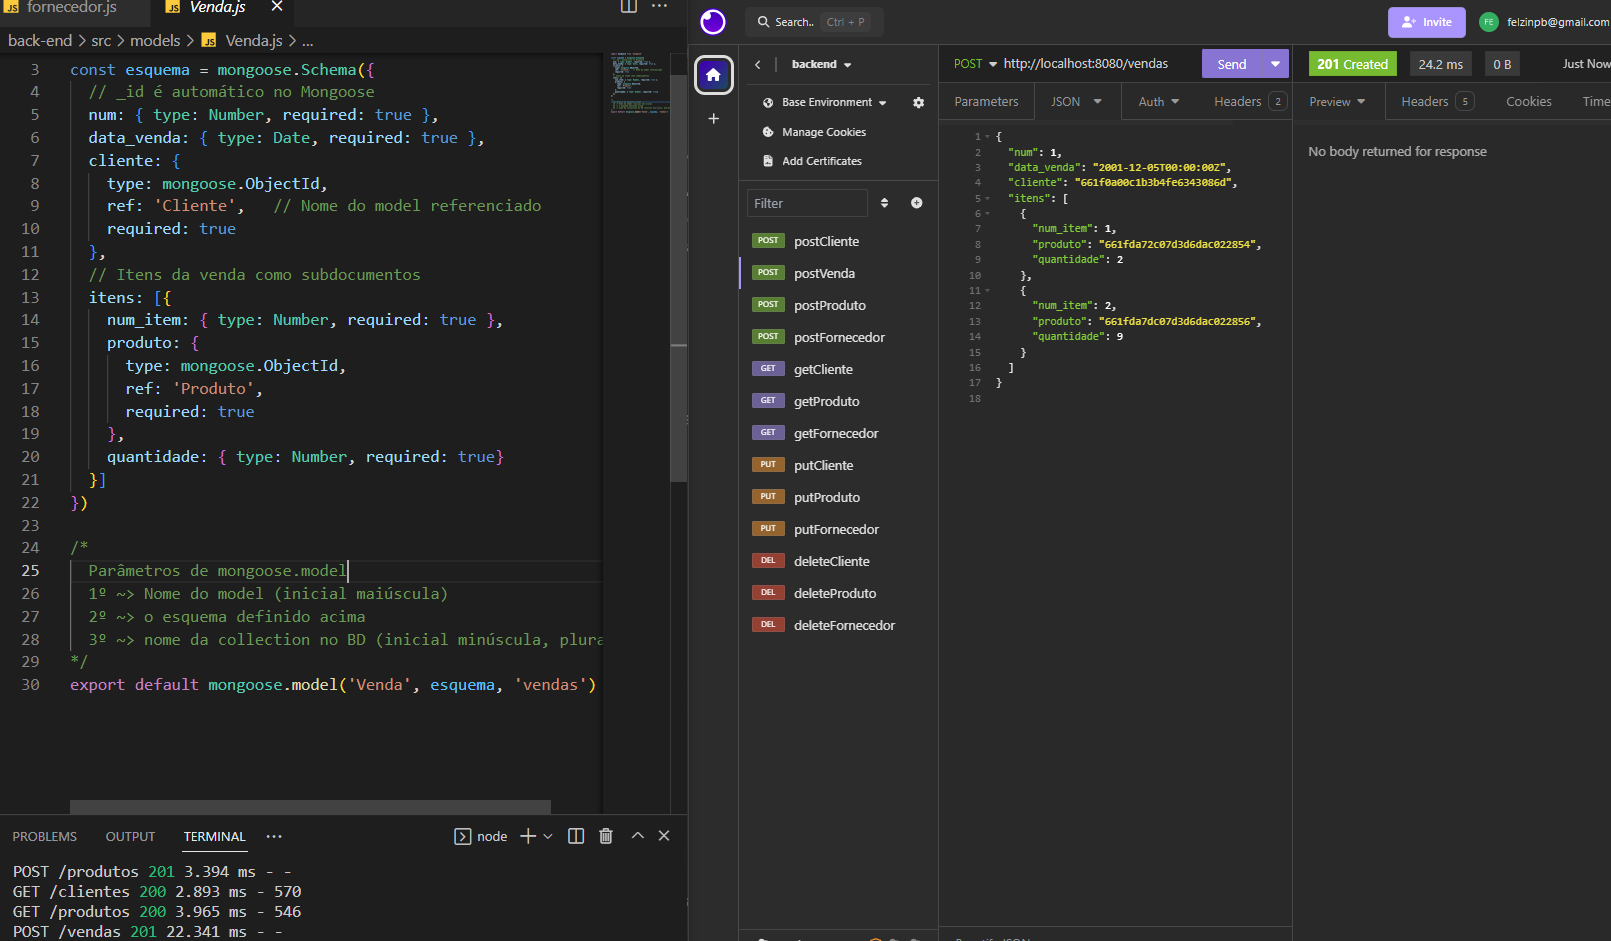 JS fornecedor.js
JS Venda.js
back-end > src > models > JS Venda.js > ...
3 const esquema = mongoose.Schema({
4 // _id é automático no Mongoose
5 num: { type: Number, required: true },
6 data_venda: { type: Date, required: true },
7 cliente: {
8 type: mongoose.ObjectId,
9 ref: 'Cliente', // Nome do model referenciado
10 required: true
11 },
12 // Itens da venda como subdocumentos
13 itens: [{
14 num_item: { type: Number, required: true },
15 produto: {
16 type: mongoose.ObjectId,
17 ref: 'Produto',
18 required: true
19 },
20 quantidade: { type: Number, required: true}
21 }]
22 })
23
24 /*
25 Parâmetros de mongoose.model
26 1º ~> Nome do model (inicial maiúscula)
27 2º ~> o esquema definido acima
28 3º ~> nome da collection no BD (inicial minúscula, plura
29 */
30 export default mongoose.model('Venda', esquema, 'vendas')
PROBLEMS OUTPUT TERMINAL ··· node
POST /produtos 201 3.394 ms - -
GET /clientes 200 2.893 ms - 570
GET /produtos 200 3.965 ms - 546
POST /vendas 201 22.341 ms - -
Search.. Ctrl + P
Invite
FE felzinpb@gmail.com
backend
Base Environment
Manage Cookies
Add Certificates
Filter
POST postCliente
POST postVenda
POST postProduto
POST postFornecedor
GET getCliente
GET getProduto
GET getFornecedor
PUT putCliente
PUT putProduto
PUT putFornecedor
DEL deleteCliente
DEL deleteProduto
DEL deleteFornecedor
POST http://localhost:8080/vendas Send
Parameters JSON Auth Headers 2
1 {
2 "num": 1,
3 "data_venda": "2001-12-05T00:00:00Z",
4 "cliente": "661f0a00c1b3b4fe6343086d",
5 "itens": [
6 {
7 "num_item": 1,
8 "produto": "661fda72c07d3d6dac022854",
9 "quantidade": 2
10 },
11 {
12 "num_item": 2,
13 "produto": "661fda7dc07d3d6dac022856",
14 "quantidade": 9
15 }
16 ]
17 }
18
201 Created 24.2 ms 0 B Just Now
Preview Headers 5 Cookies Time
No body returned for response